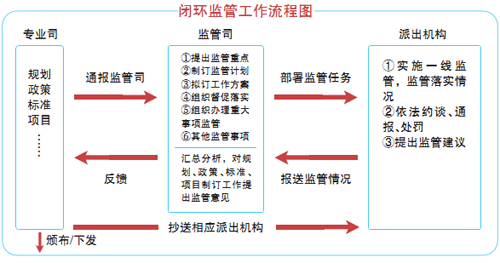 闭环监管工作流程图
专业司
监管司
派出机构
规划
政策
标准
项目
……
通报监管司
①提出监管重点
②制订监管计划
③拟订工作方案
④组织督促落实
⑤组织办理重大
事项监管
⑥其他监管事项
部署监管任务
①实施一线监
管，监管落实情
况
②依法约谈、通
报、处罚
③提出监管建议
反馈
汇总分析，对规
划、政策、标准、
项目制订工作提
出监管意见
报送监管情况
抄送相应派出机构
颁布/下发